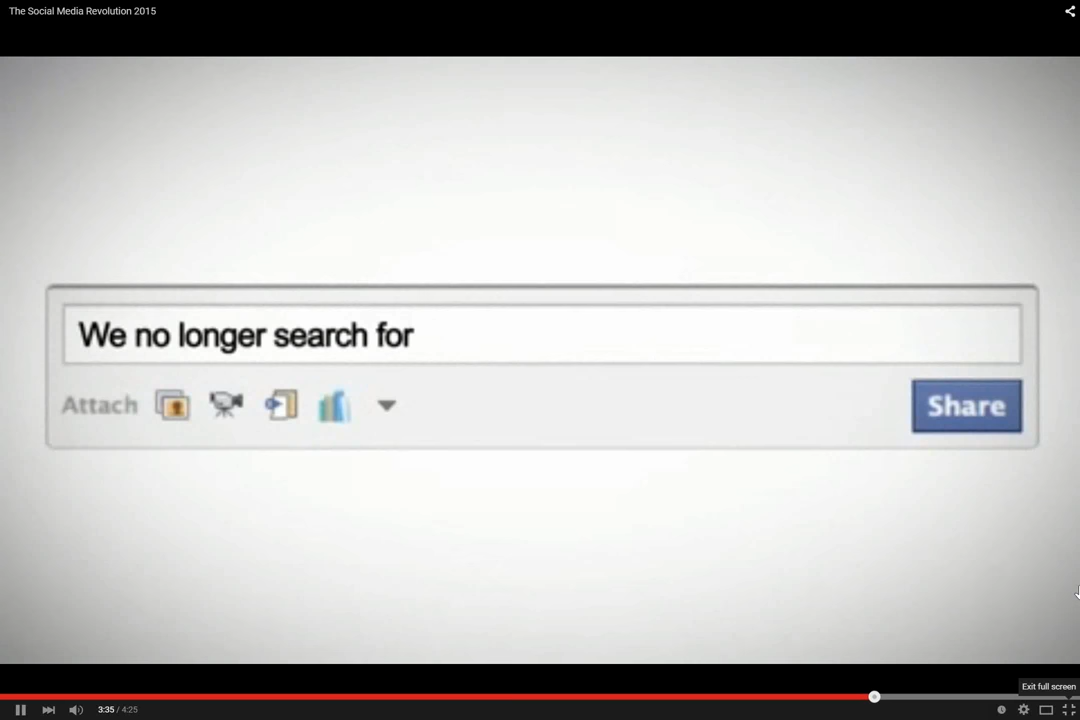 The Social Media Revolution 2015
We no longer search for
Attach
Share
Exit full screen
3:35 / 4:25